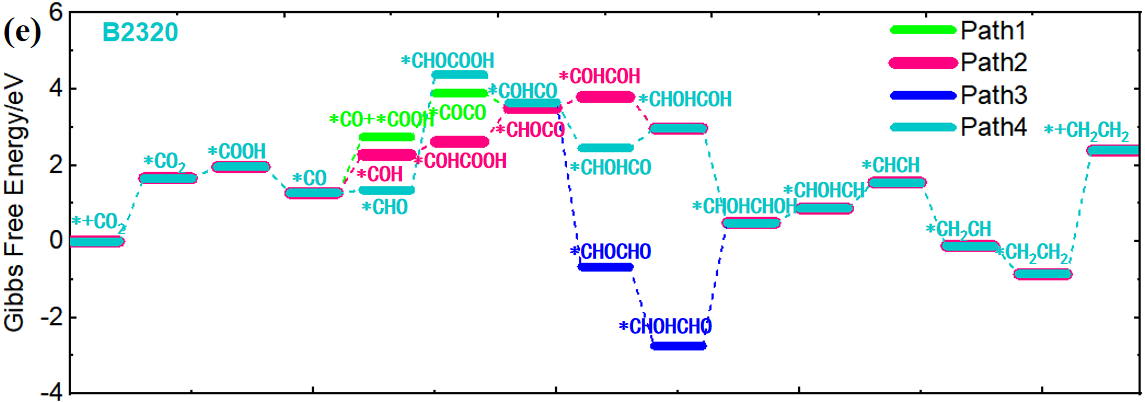 (e)
B2320
Gibbs Free Energy/eV
6
4
2
0
-2
-4
Path1
Path2
Path3
Path4
*+CO₂
*CO₂
*COOH
*CO
*CO+*COOH
*COH
*CHO
*CHOCOOH
*COCO
*COHCOOH
*COHCO
*CHOCO
*COHCOH
*CHOHCO
*CHOCHO
*CHOHCOH
*CHOHCHO
*CHOHCHOH
*CHOHCH
*CHCH
*CH₂CH
*CH₂CH₂
*+CH₂CH₂